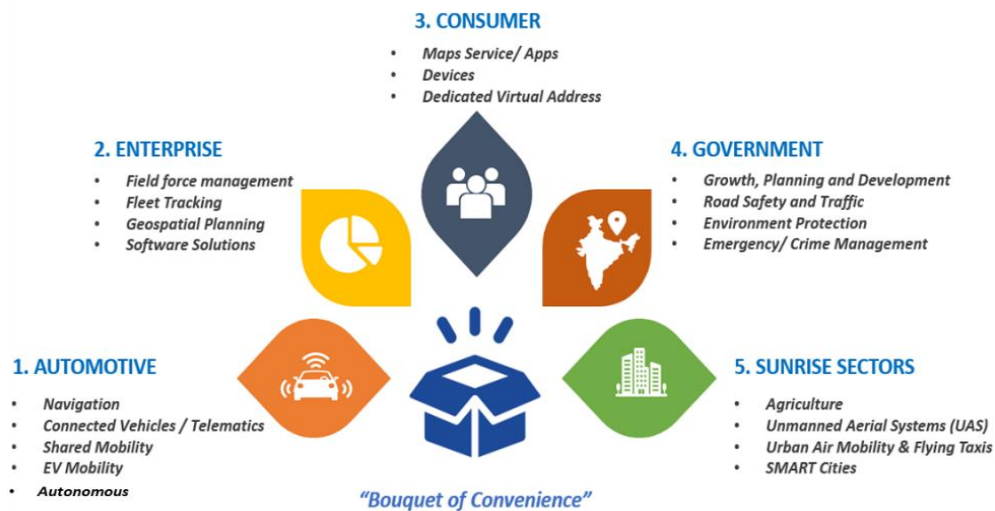 3. CONSUMER
• Maps Service/ Apps
• Devices
• Dedicated Virtual Address
2. ENTERPRISE
• Field force management
• Fleet Tracking
• Geospatial Planning
• Software Solutions
4. GOVERNMENT
• Growth, Planning and Development
• Road Safety and Traffic
• Environment Protection
• Emergency/ Crime Management
1. AUTOMOTIVE
• Navigation
• Connected Vehicles / Telematics
• Shared Mobility
• EV Mobility
• Autonomous
5. SUNRISE SECTORS
• Agriculture
• Unmanned Aerial Systems (UAS)
• Urban Air Mobility & Flying Taxis
• SMART Cities
“Bouquet of Convenience”